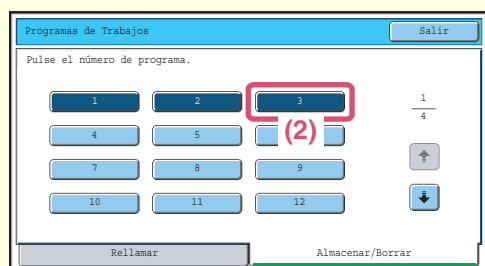 Programas de Trabajos Salir
Pulse el número de programa.
1 2 3 1
4 5 (2) 4
7 8 9
10 11 12
Rellamar Almacenar/Borrar